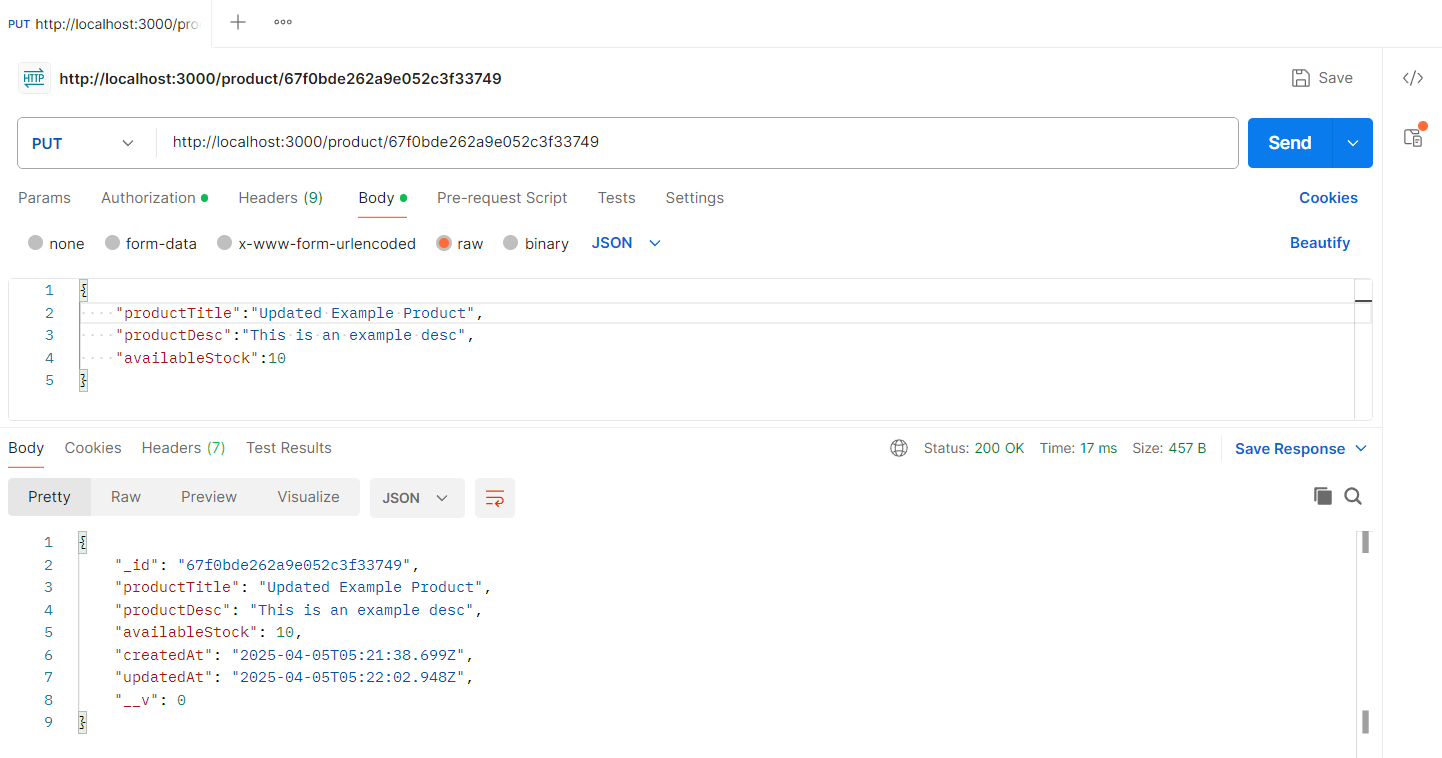 PUT http://localhost:3000/pro
HTTP http://localhost:3000/product/67f0bde262a9e052c3f33749 Save </>
PUT http://localhost:3000/product/67f0bde262a9e052c3f33749 Send
Params Authorization Headers (9) Body Pre-request Script Tests Settings Cookies
none form-data x-www-form-urlencoded raw binary JSON Beautify
1 {
2 "productTitle":"Updated Example Product",
3 "productDesc":"This is an example desc",
4 "availableStock":10
5 }
Body Cookies Headers (7) Test Results Status: 200 OK Time: 17 ms Size: 457 B Save Response
Pretty Raw Preview Visualize JSON
1 {
2 "_id": "67f0bde262a9e052c3f33749",
3 "productTitle": "Updated Example Product",
4 "productDesc": "This is an example desc",
5 "availableStock": 10,
6 "createdAt": "2025-04-05T05:21:38.699Z",
7 "updatedAt": "2025-04-05T05:22:02.948Z",
8 "__v": 0
9 }